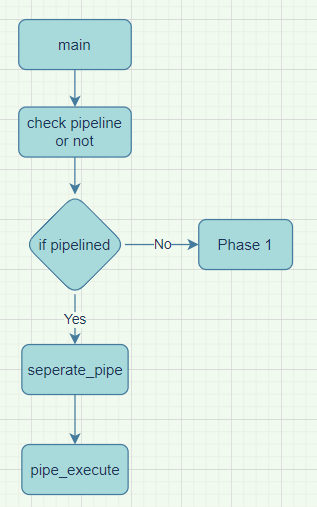 main
check pipeline
or not
if pipelined
No
Phase 1
Yes
seperate_pipe
pipe_execute